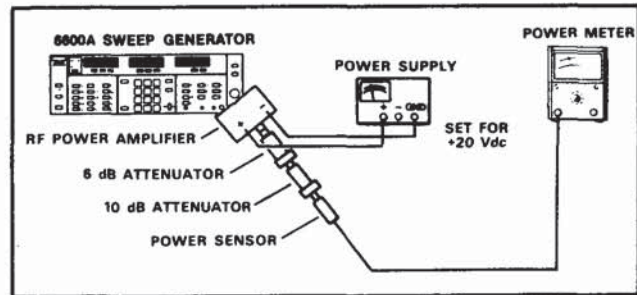 6600A SWEEP GENERATOR
POWER METER
POWER SUPPLY
+ - GND
RF POWER AMPLIFIER
SET FOR
+20 Vdc
6 dB ATTENUATOR
10 dB ATTENUATOR
POWER SENSOR